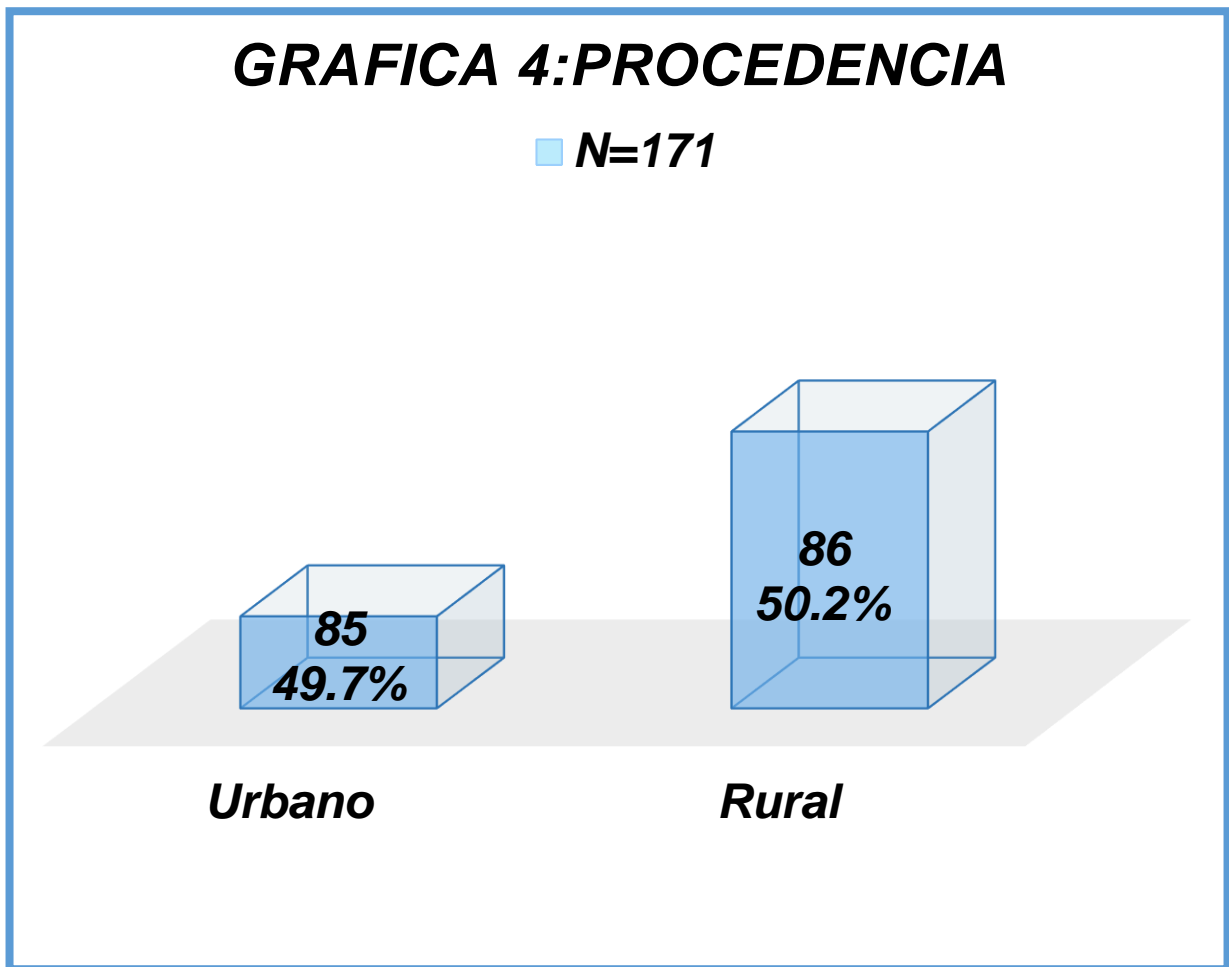 GRAFICA 4:PROCEDENCIA
N=171
85
49.7%
86
50.2%
Urbano
Rural